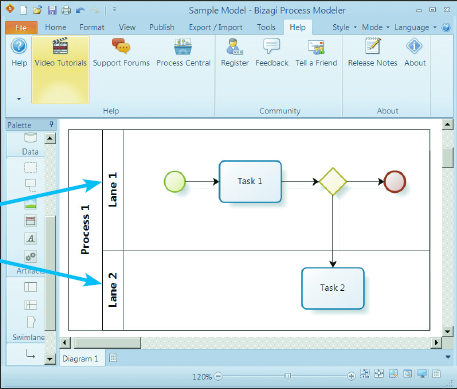 Sample Model - Bizagi Process Modeler
File Home Format View Publish Export / Import Tools Help Style Mode Language
Help Video Tutorials Support Forums Process Central Register Feedback Tell a Friend Release Notes About
Help Community About
Palette
Data
Artifacts
Swimlane
Process 1
Lane 1
Task 1
Lane 2
Task 2
Diagram 1
120%